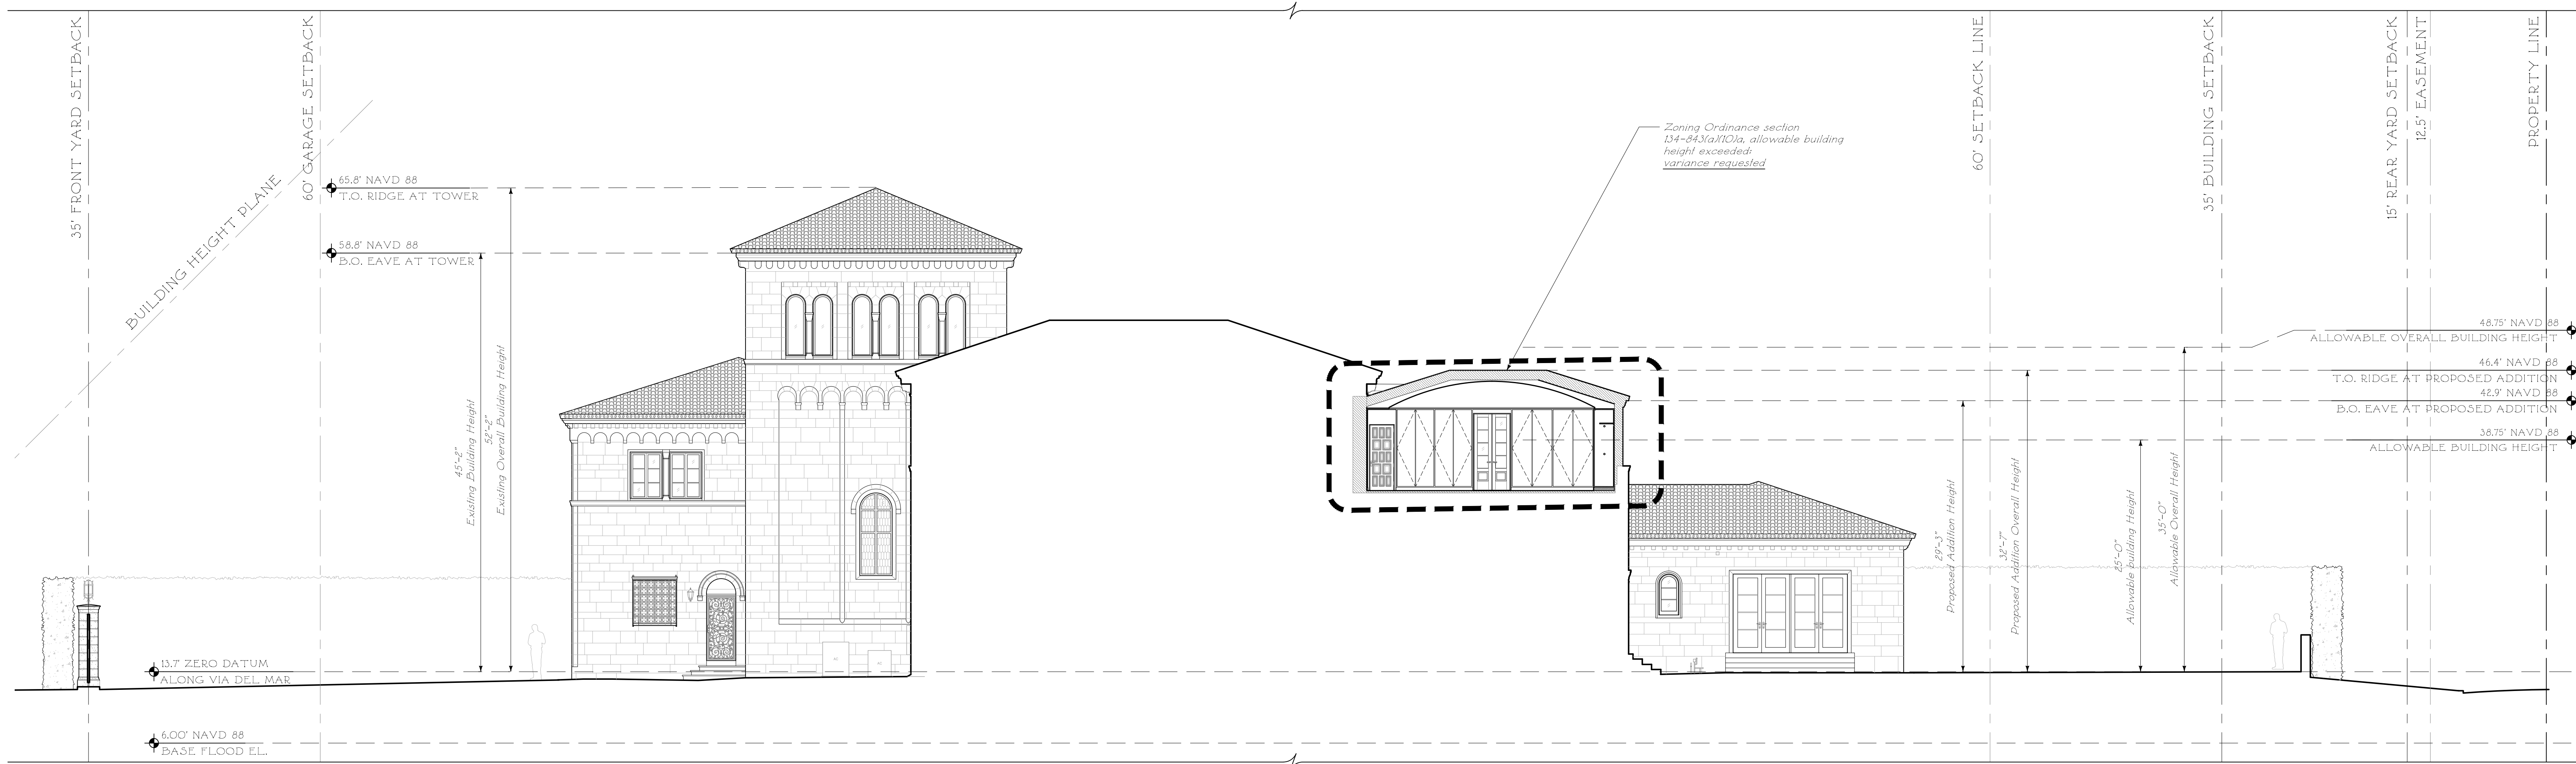 35' FRONT YARD SETBACK
60' GARAGE SETBACK
BUILDING HEIGHT PLANE
65.8' NAVD 88
T.O. RIDGE AT TOWER
58.8' NAVD 88
B.O. EAVE AT TOWER
45'-2"
Existing Building Height
52'-2"
Existing Overall Building Height
13.7' ZERO DATUM
ALONG VIA DEL MAR
6.00' NAVD 88
BASE FLOOD EL.
Zoning Ordinance section
134-843(a)(10)a, allowable building
height exceeded:
variance requested
60' SETBACK LINE
35' BUILDING SETBACK
15' REAR YARD SETBACK
12.5' EASEMENT
PROPERTY LINE
48.75' NAVD 88
ALLOWABLE OVERALL BUILDING HEIGHT
46.4' NAVD 88
T.O. RIDGE AT PROPOSED ADDITION
42.9' NAVD 88
B.O. EAVE AT PROPOSED ADDITION
38.75' NAVD 88
ALLOWABLE BUILDING HEIGHT
29'-3"
Proposed Addition Height
32'-7"
Proposed Addition Overall Height
25'-0"
Allowable building Height
35'-0"
Allowable Overall Height